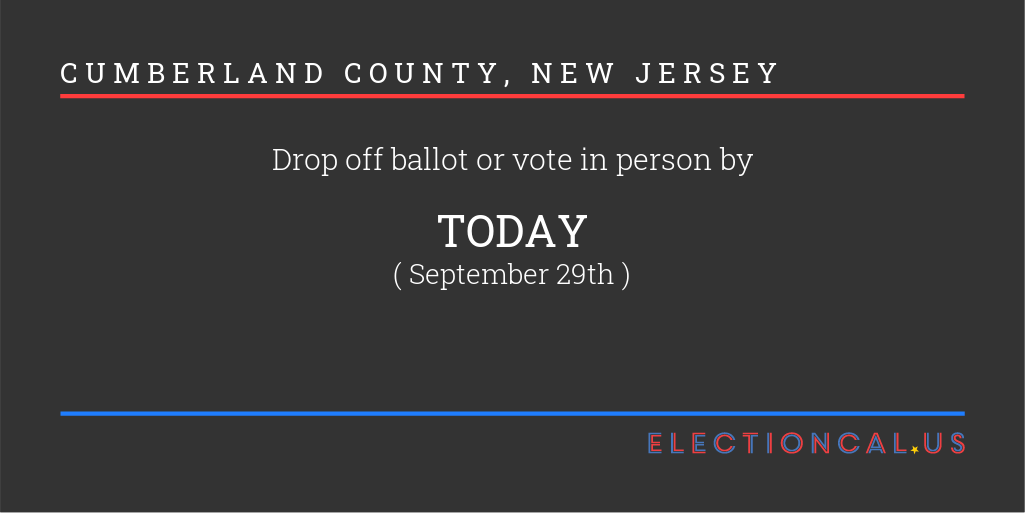 CUMBERLAND COUNTY, NEW JERSEY
Drop off ballot or vote in person by
TODAY
( September 29th )
ELECTIONCAL.US